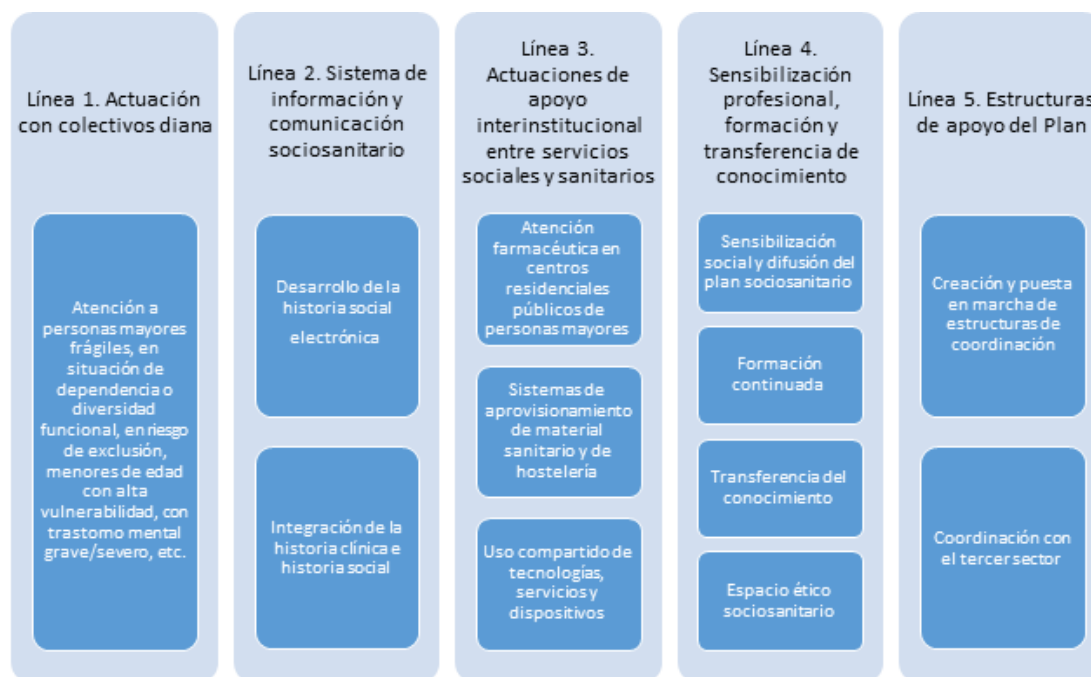 Línea 1. Actuación
con colectivos diana
Atención a
personas mayores
frágiles, en
situación de
dependencia o
diversidad
funcional, en riesgo
de exclusión,
menores de edad
con alta
vulnerabilidad, con
trastorno mental
grave/severo, etc.
Línea 2. Sistema de
información y
comunicación
sociosanitario
Desarrollo de la
historia social
electrónica
Integración de la
historia clínica e
historia social
Línea 3.
Actuaciones de
apoyo
interinstitucional
entre servicios
sociales y sanitarios
Atención
farmacéutica en
centros
residenciales
públicos de
personas mayores
Sistemas de
aprovisionamiento
de material
sanitario y de
hostelería
Uso compartido de
tecnologías,
servicios y
dispositivos
Línea 4.
Sensibilización
profesional,
formación y
transferencia de
conocimiento
Sensibilización
social y difusión del
plan sociosanitario
Formación
continuada
Transferencia del
conocimiento
Espacio ético
sociosanitario
Línea 5. Estructuras
de apoyo del Plan
Creación y puesta
en marcha de
estructuras de
coordinación
Coordinación con
el tercer sector